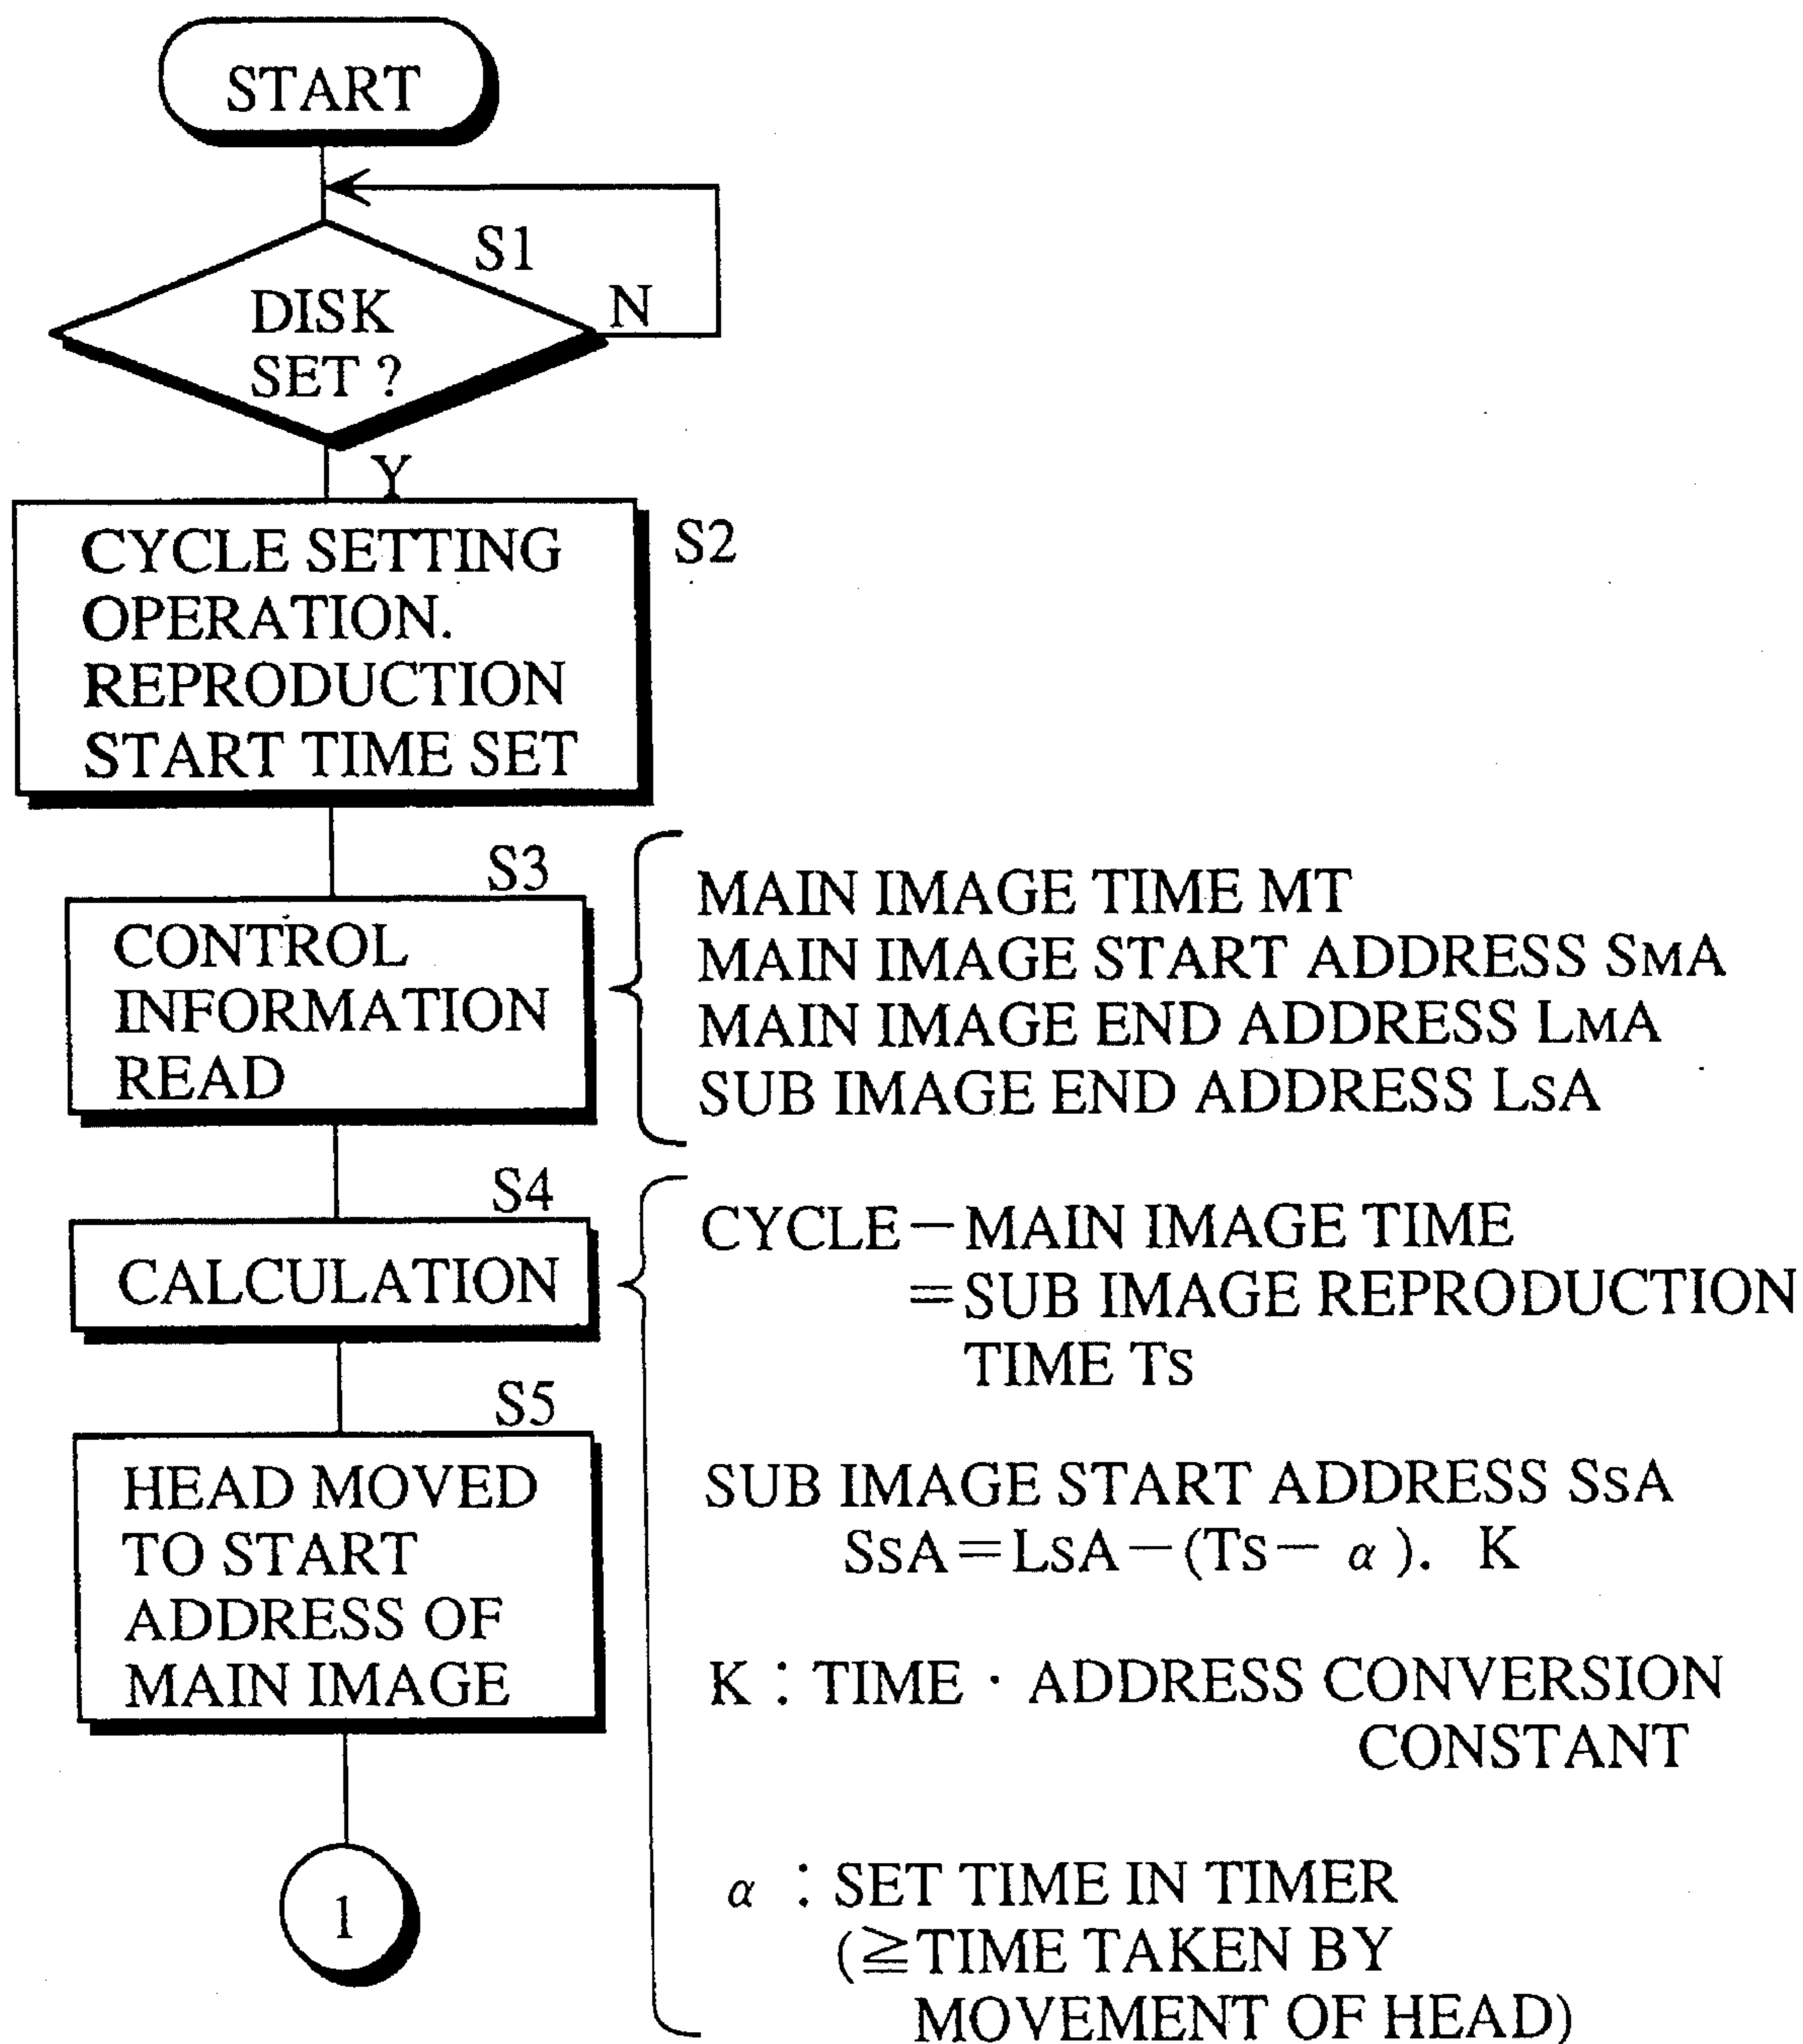 START
S1
DISK
SET ?
N
Y
S2
CYCLE SETTING
OPERATION.
REPRODUCTION
START TIME SET
S3
CONTROL
INFORMATION
READ
MAIN IMAGE TIME MT
MAIN IMAGE START ADDRESS SMA
MAIN IMAGE END ADDRESS LMA
SUB IMAGE END ADDRESS LSA
S4
CALCULATION
CYCLE－MAIN IMAGE TIME
＝SUB IMAGE REPRODUCTION
TIME TS
S5
HEAD MOVED
TO START
ADDRESS OF
MAIN IMAGE
SUB IMAGE START ADDRESS SSA
SSA＝LSA－(TS－ α ). K
K : TIME · ADDRESS CONVERSION
CONSTANT
α : SET TIME IN TIMER
(≧TIME TAKEN BY
MOVEMENT OF HEAD)
1